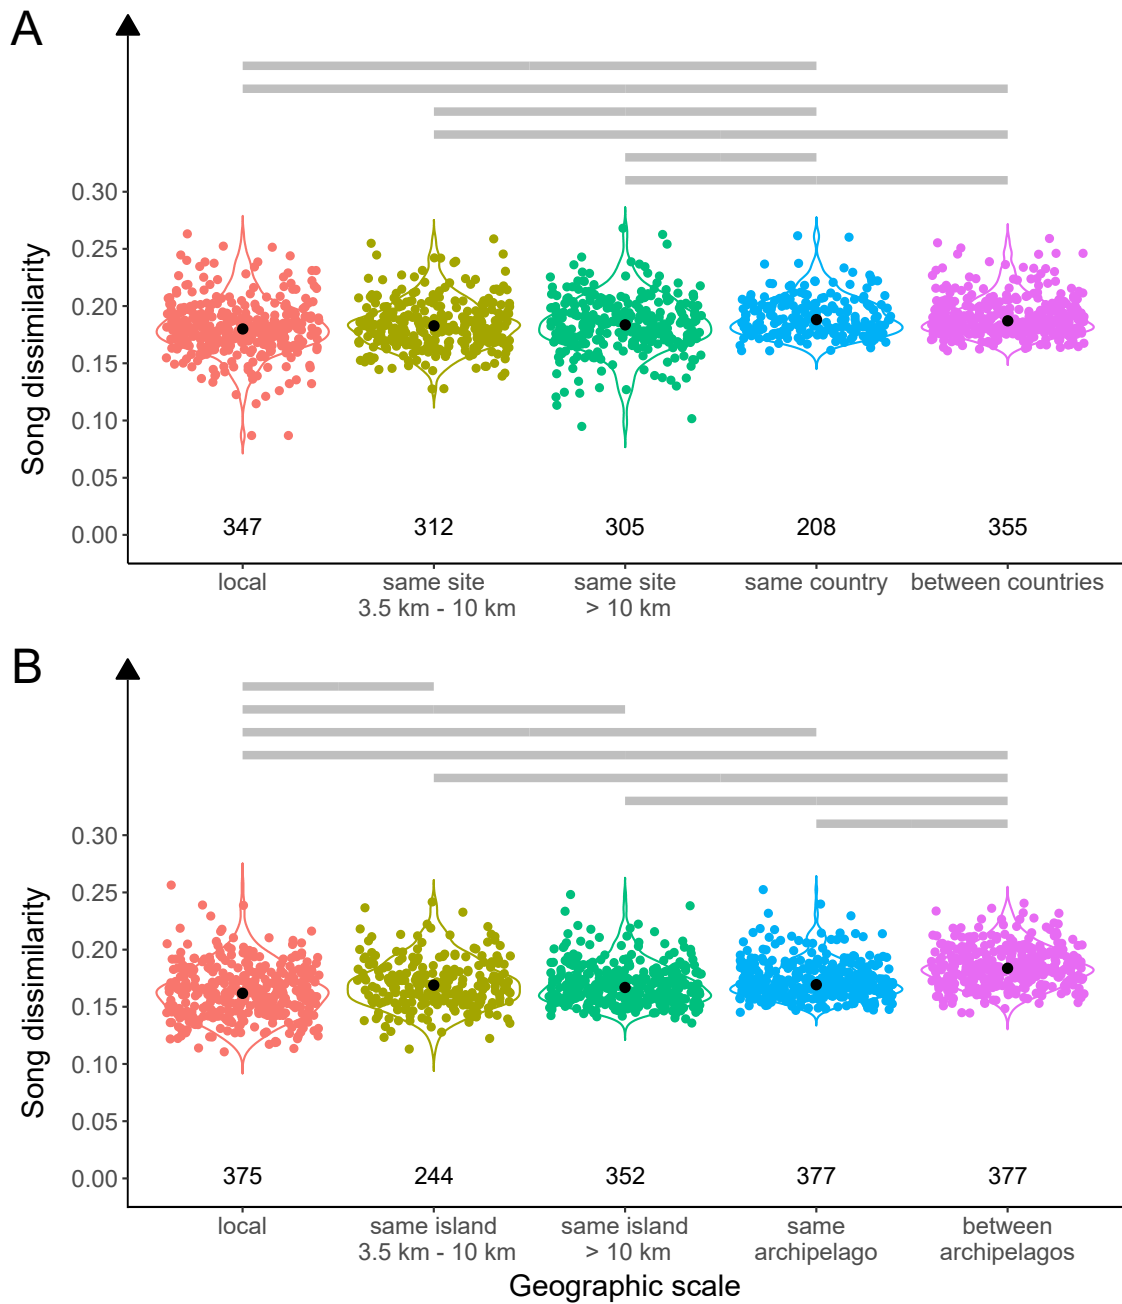 A
Song dissimilarity
0.30
0.25
0.20
0.15
0.10
0.05
0.00
347 312 305 208 355
local same site same site same country between countries
3.5 km - 10 km > 10 km
B
Song dissimilarity
0.30
0.25
0.20
0.15
0.10
0.05
0.00
375 244 352 377 377
local same island same island same between
3.5 km - 10 km > 10 km archipelago archipelagos
Geographic scale